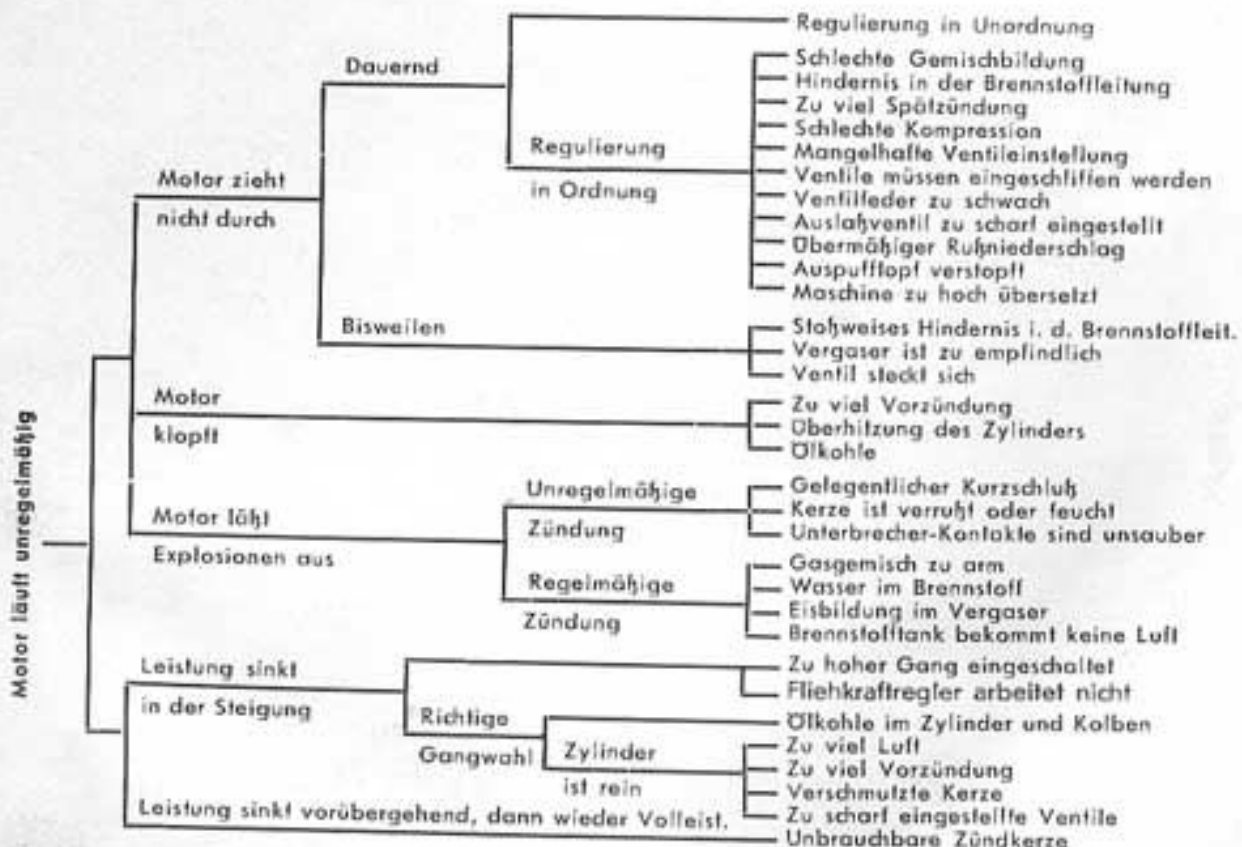 Motor läuft unregelmäßig
Motor zieht
nicht durch
Dauernd
Regulierung in Unordnung
Regulierung
in Ordnung
Schlechte Gemischbildung
Hindernis in der Brennstoffleitung
Zu viel Spätzündung
Schlechte Kompression
Mangelhafte Ventileinstellung
Ventile müssen eingeschliffen werden
Ventilfeder zu schwach
Auslaßventil zu scharf eingestellt
Übermäßiger Rußniederschlag
Auspufftopf verstopft
Maschine zu hoch übersetzt
Bisweilen
Stoßweises Hindernis i. d. Brennstoffleit.
Vergaser ist zu empfindlich
Ventil steckt sich
Motor
klopft
Zu viel Vorzündung
Überhitzung des Zylinders
Ölkohle
Motor läßt
Explosionen aus
Unregelmäßige
Zündung
Gelegentlicher Kurzschluß
Kerze ist verrußt oder feucht
Unterbrecher-Kontakte sind unsauber
Regelmäßige
Zündung
Gasgemisch zu arm
Wasser im Brennstoff
Eisbildung im Vergaser
Brennstofftank bekommt keine Luft
Leistung sinkt
in der Steigung
Zu hoher Gang eingeschaltet
Fliehkraftregler arbeitet nicht
Richtige
Gangwahl
Ölkohle im Zylinder und Kolben
Zylinder
ist rein
Zu viel Luft
Zu viel Vorzündung
Verschmutzte Kerze
Zu scharf eingestellte Ventile
Leistung sinkt vorübergehend, dann wieder Volleist.
Unbrauchbare Zündkerze